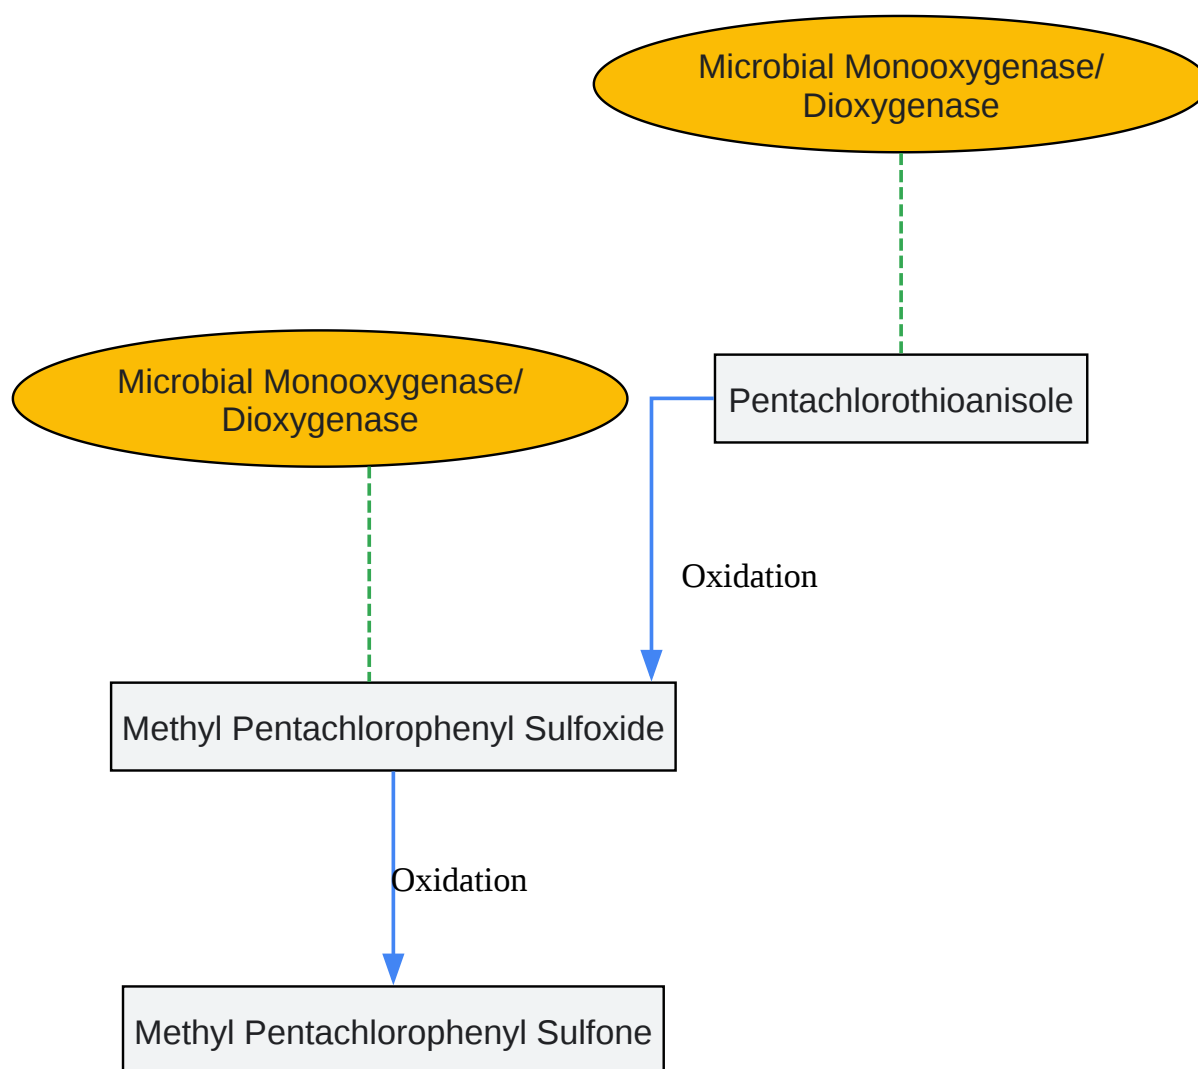 Microbial Monooxygenase/
Dioxygenase
Microbial Monooxygenase/
Dioxygenase
Pentachlorothioanisole
Oxidation
Methyl Pentachlorophenyl Sulfoxide
Oxidation
Methyl Pentachlorophenyl Sulfone